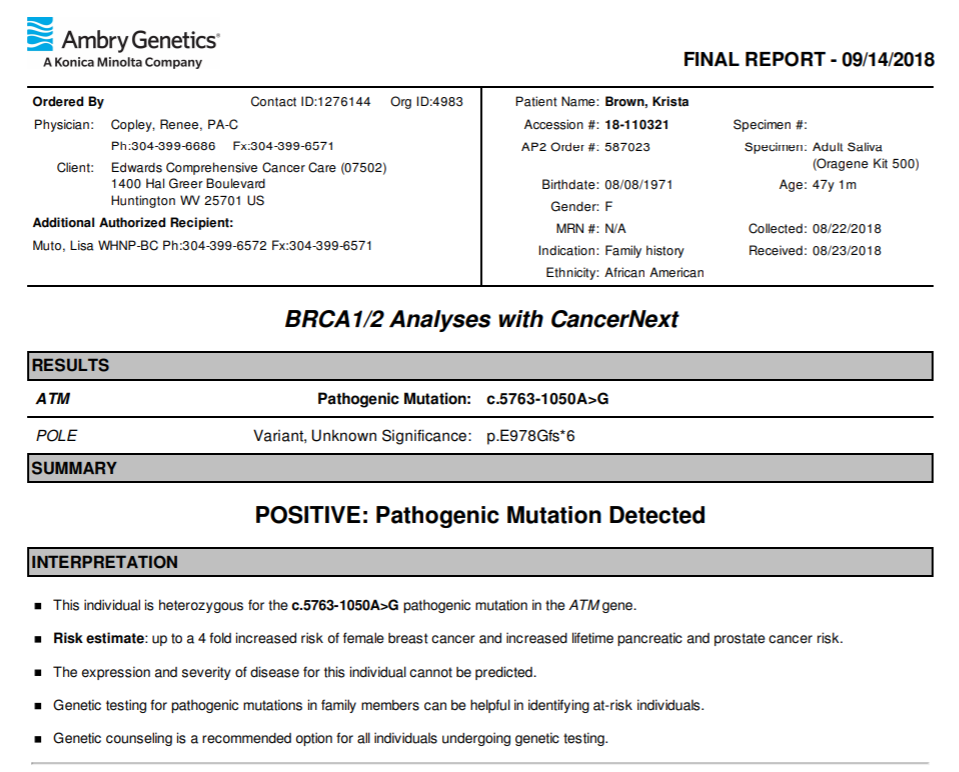 Ambry Genetics®
A Konica Minolta Company
FINAL REPORT - 09/14/2018
Ordered By Contact ID:1276144 Org ID:4983
Physician: Copley, Renee, PA-C
Ph:304-399-6686 Fx:304-399-6571
Client: Edwards Comprehensive Cancer Care (07502)
1400 Hal Greer Boulevard
Huntington WV 25701 US
Additional Authorized Recipient:
Muto, Lisa WHNP-BC Ph:304-399-6572 Fx:304-399-6571
Patient Name: Brown, Krista
Accession #: 18-110321 Specimen #:
AP2 Order #: 587023 Specimen: Adult Saliva
(Oragene Kit 500)
Birthdate: 08/08/1971 Age: 47y 1m
Gender: F
MRN #: N/A Collected: 08/22/2018
Indication: Family history Received: 08/23/2018
Ethnicity: African American
BRCA1/2 Analyses with CancerNext
RESULTS
ATM Pathogenic Mutation: c.5763-1050A>G
POLE Variant, Unknown Significance: p.E978Gfs*6
SUMMARY
POSITIVE: Pathogenic Mutation Detected
INTERPRETATION
■ This individual is heterozygous for the c.5763-1050A>G pathogenic mutation in the ATM gene.
■ Risk estimate: up to a 4 fold increased risk of female breast cancer and increased lifetime pancreatic and prostate cancer risk.
■ The expression and severity of disease for this individual cannot be predicted.
■ Genetic testing for pathogenic mutations in family members can be helpful in identifying at-risk individuals.
■ Genetic counseling is a recommended option for all individuals undergoing genetic testing.